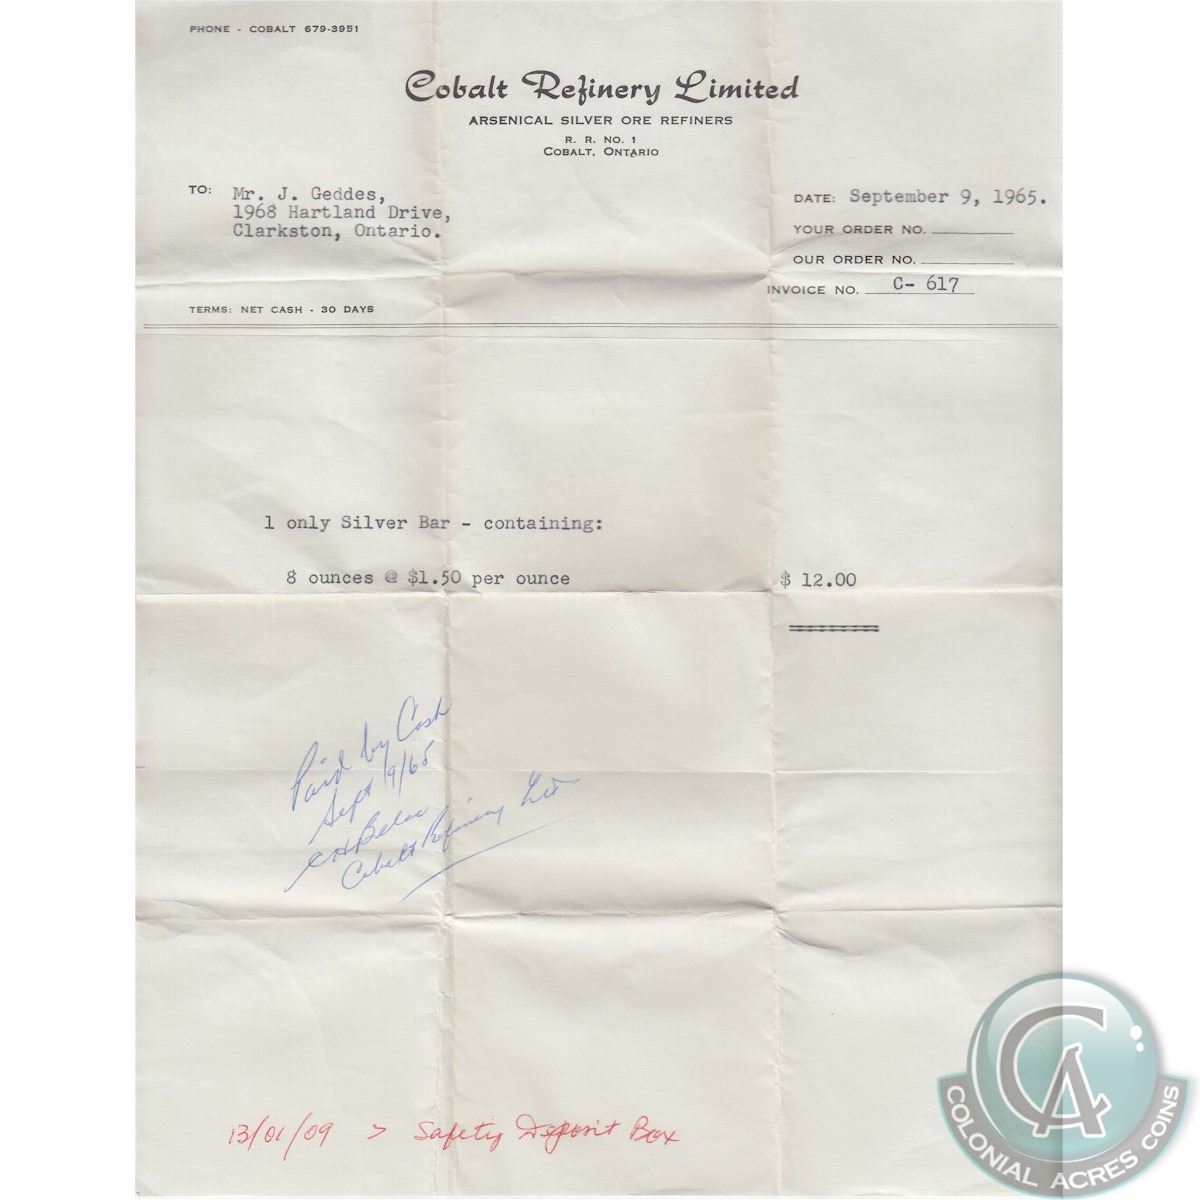 PHONE - COBALT 679-3951
Cobalt Refinery Limited
ARSENICAL SILVER ORE REFINERS
R. R. NO. 1
COBALT, ONTARIO
TO: Mr. J. Geddes,
1968 Hartland Drive,
Clarkston, Ontario.
DATE: September 9, 1965.
YOUR ORDER NO.
OUR ORDER NO.
INVOICE NO. C- 617
TERMS: NET CASH - 30 DAYS
1 only Silver Bar - containing:
8 ounces @ $1.50 per ounce $ 12.00
Paid by Cash
Sept 9/65
Cobalt Refining Ltd
13/01/09 > Safety Deposit Box
CA
COLONIAL ACRES COINS